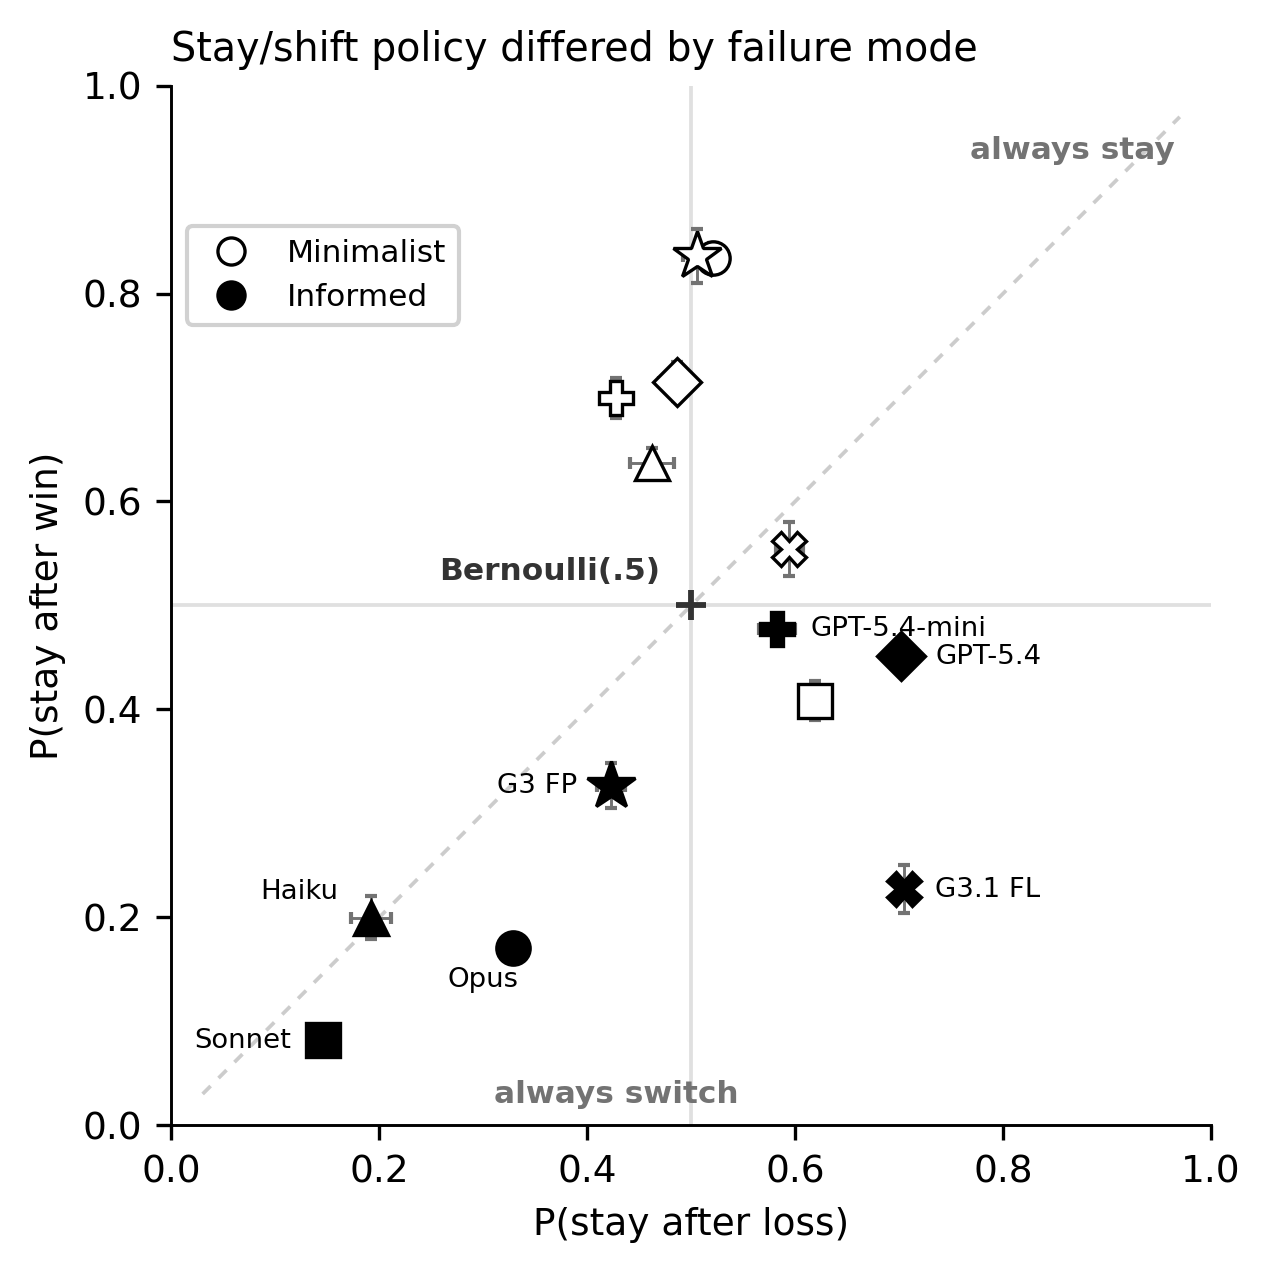 Stay/shift policy differed by failure mode
1.0
always stay
Minimalist
Informed
0.8
0.6
Bernoulli(.5)
GPT-5.4-mini
GPT-5.4
P(stay after win)
0.4
G3 FP
Haiku
G3.1 FL
0.2
Opus
Sonnet
always switch
0.0
0.0 0.2 0.4 0.6 0.8 1.0
P(stay after loss)